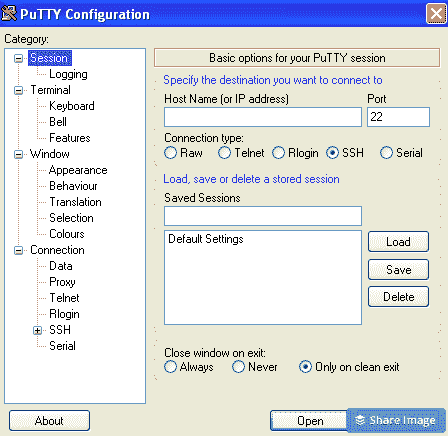 PuTTY Configuration
Category:
Session
Logging
Terminal
Keyboard
Bell
Features
Window
Appearance
Behaviour
Translation
Selection
Colours
Connection
Data
Proxy
Telnet
Rlogin
SSH
Serial
Basic options for your PuTTY session
Specify the destination you want to connect to
Host Name (or IP address) Port
22
Connection type:
Raw Telnet Rlogin SSH Serial
Load, save or delete a stored session
Saved Sessions
Default Settings
Load
Save
Delete
Close window on exit:
Always Never Only on clean exit
About Open Share Image